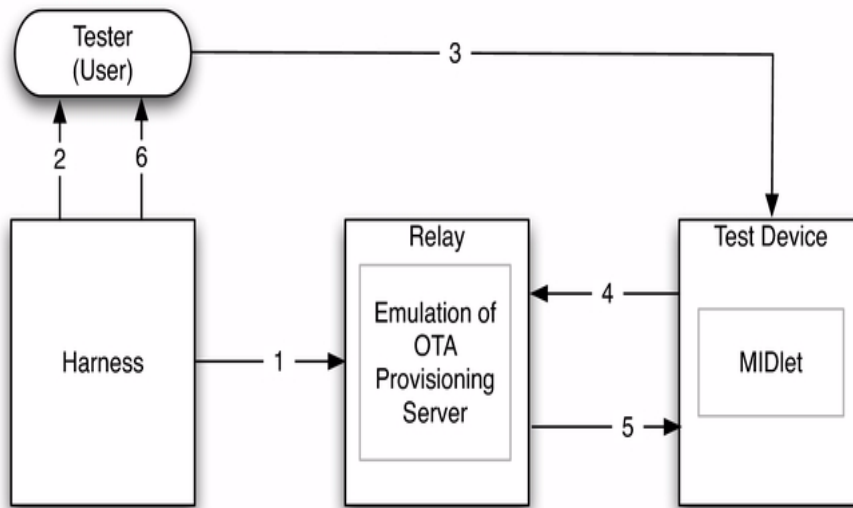 Tester
(User)
3
2
6
Relay
Test Device
4
Emulation of
OTA
Provisioning
Server
Harness
1
MIDlet
5